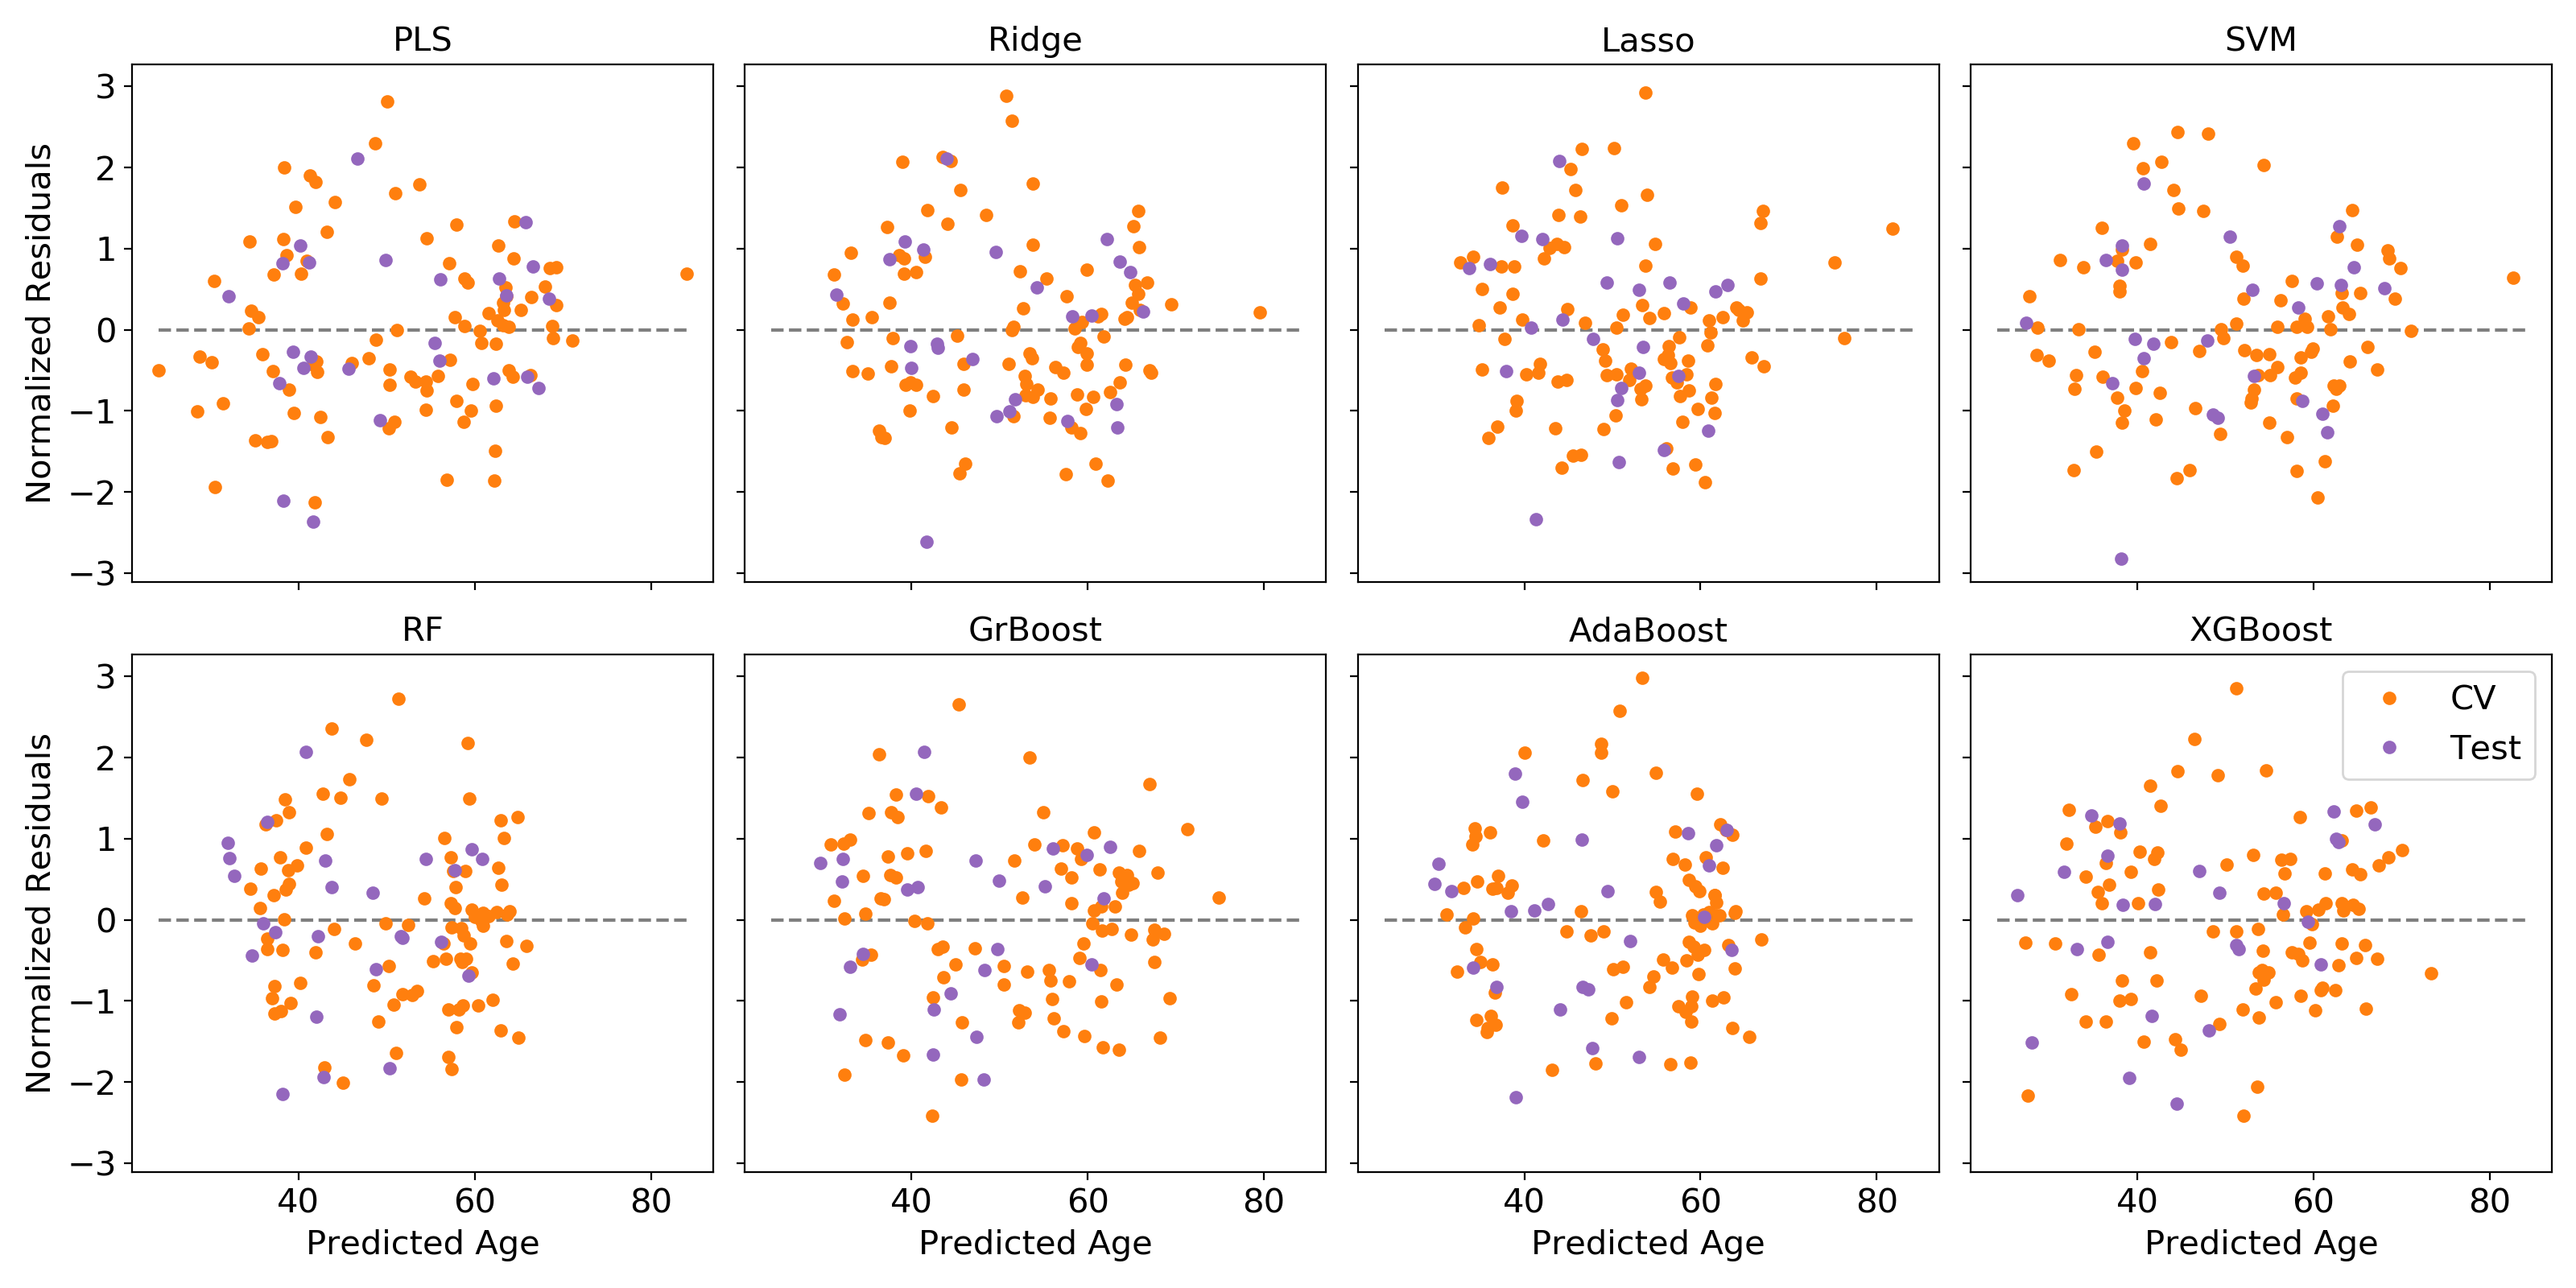 PLS
Ridge
Lasso
SVM
Normalized Residuals
3
2
1
0
−1
−2
−3
RF
GrBoost
AdaBoost
XGBoost
Normalized Residuals
3
2
1
0
−1
−2
−3
CV
Test
40 60 80
40 60 80
40 60 80
40 60 80
Predicted Age
Predicted Age
Predicted Age
Predicted Age